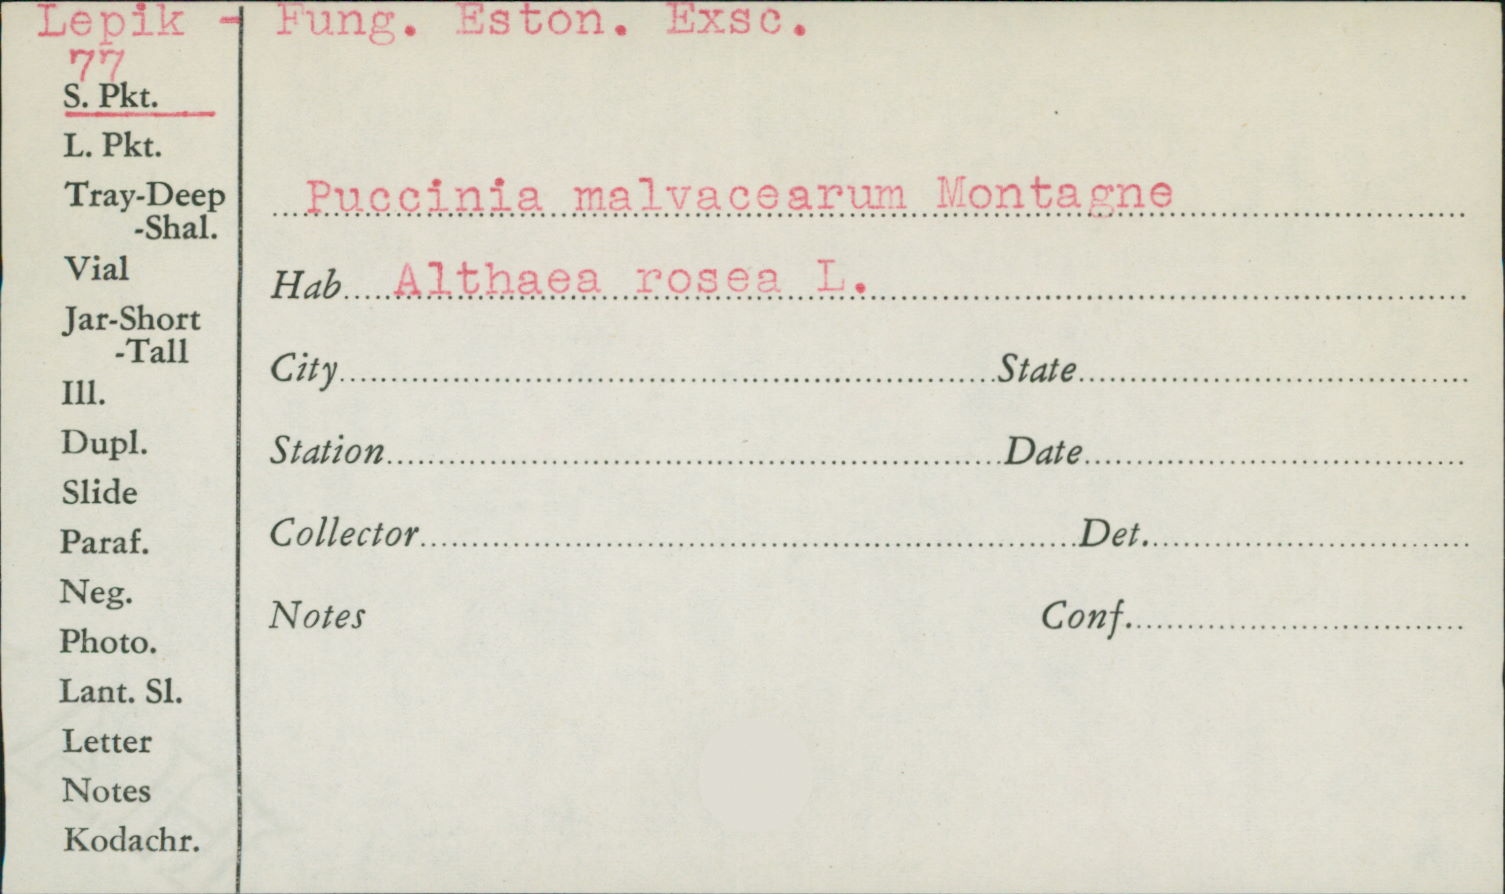 Lepik - Fung. Eston. Exsc.
77
S. Pkt.
L. Pkt.
Tray-Deep
-Shal.
Vial
Jar-Short
-Tall
Ill.
Dupl.
Slide
Paraf.
Neg.
Photo.
Lant. Sl.
Letter
Notes
Kodachr.
Puccinia malvacearum Montagne
Hab. Althaea rosea L.
City State
Station Date
Collector Det.
Notes Conf.